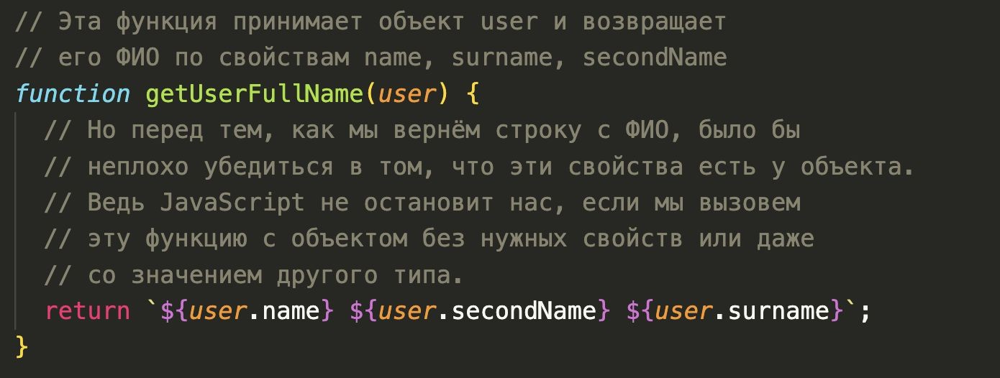 // Эта функция принимает объект user и возвращает
// его ФИО по свойствам name, surname, secondName
function getUserFullName(user) {
  // Но перед тем, как мы вернём строку с ФИО, было бы
  // неплохо убедиться в том, что эти свойства есть у объекта.
  // Ведь JavaScript не остановит нас, если мы вызовем
  // эту функцию с объектом без нужных свойств или даже
  // со значением другого типа.
  return `${user.name} ${user.secondName} ${user.surname}`;
}